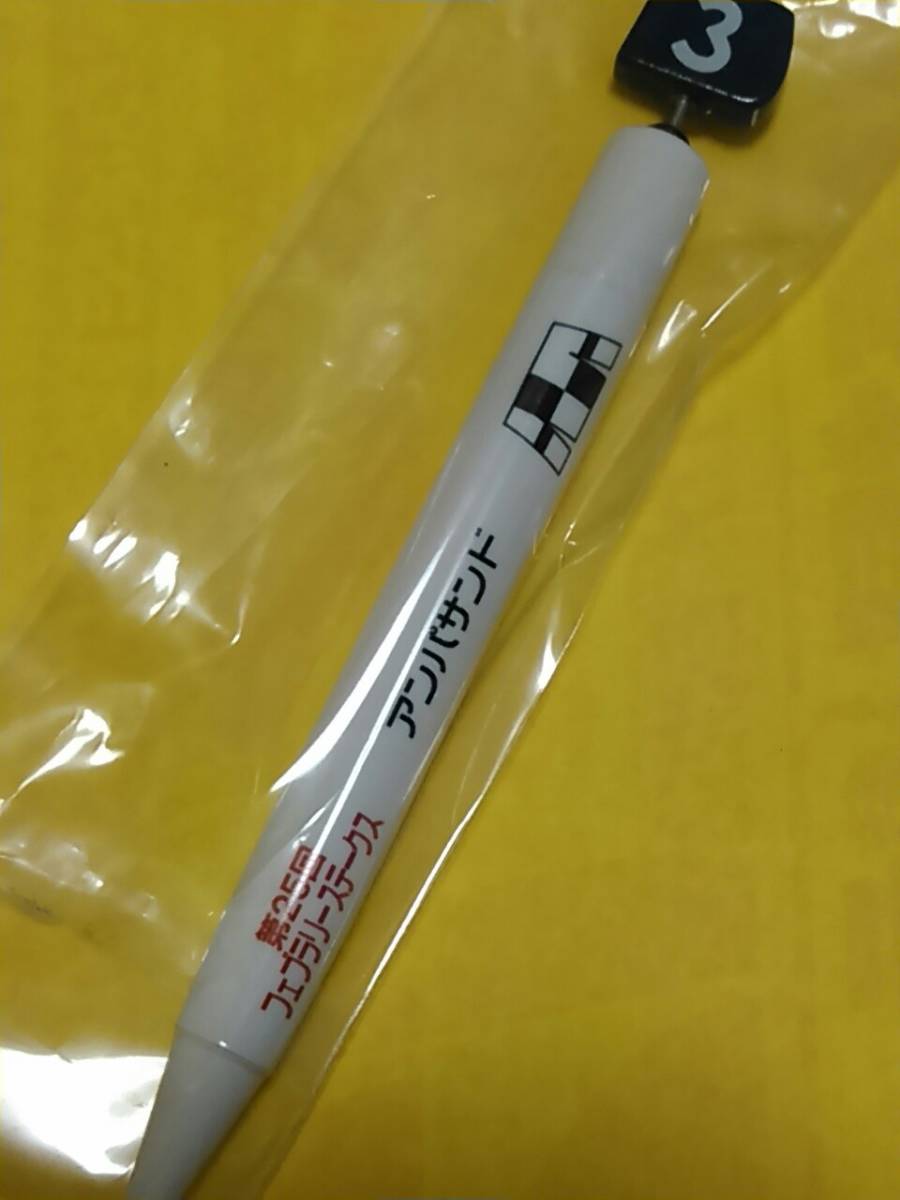 3
アンバサンド
第25回
フェブラリーステークス